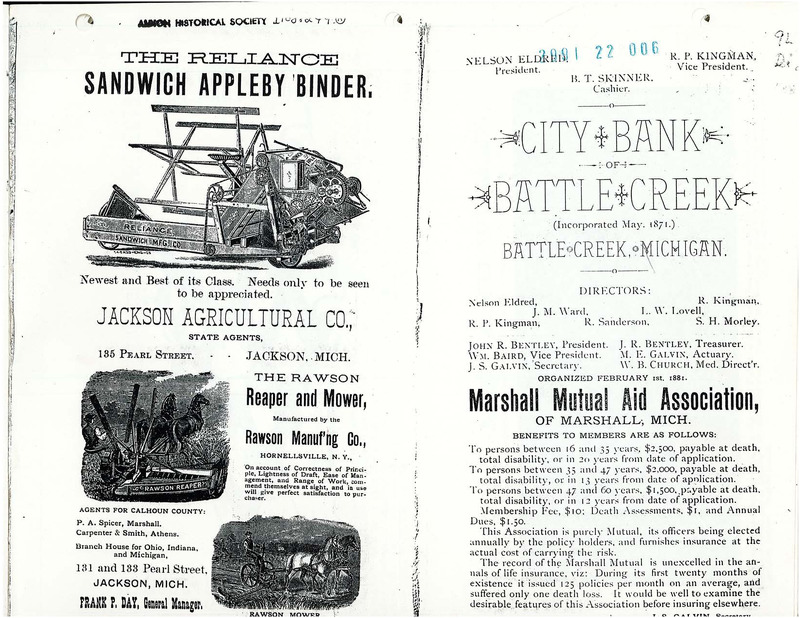 ALBION HISTORICAL SOCIETY
THE RELIANCE
SANDWICH APPLEBY BINDER.
RELIANCE
SANDWICH MFG. CO.
Newest and Best of its Class. Needs only to be seen
to be appreciated.
JACKSON AGRICULTURAL CO.,
STATE AGENTS,
135 PEARL STREET. - - JACKSON, MICH.
THE RAWSON
Reaper and Mower,
Manufactured by the
Rawson Manuf'ng Co.,
HORNELLSVILLE, N. Y.,
On account of Correctness of Princi-
ple, Lightness of Draft, Ease of Man-
agement, and Range of Work, com-
mend themselves at sight, and in use
will give perfect satisfaction to pur-
chaser.
RAWSON REAPER
AGENTS FOR CALHOUN COUNTY:
P. A. Spicer, Marshall.
Carpenter & Smith, Athens.
Branch House for Ohio, Indiana,
and Michigan,
131 and 133 Pearl Street,
JACKSON, MICH.
FRANK P. DAY, General Manager.
RAWSON MOWER
2001 22 006
NELSON ELDRED, R. P. KINGMAN,
President. Vice President.
B. T. SKINNER,
Cashier.
CITY BANK
OF
BATTLE CREEK
(Incorporated May, 1871.)
BATTLE CREEK, MICHIGAN.
DIRECTORS:
Nelson Eldred, R. Kingman,
J. M. Ward, L. W. Lovell,
R. P. Kingman, R. Sanderson, S. H. Morley.
JOHN R. BENTLEY, President. J. R. BENTLEY, Treasurer.
WM. BAIRD, Vice President. M. E. GALVIN, Actuary.
J. S. GALVIN, Secretary. W. B. CHURCH, Med. Direct'r.
ORGANIZED FEBRUARY 1st, 1881.
Marshall Mutual Aid Association,
OF MARSHALL, MICH.
BENEFITS TO MEMBERS ARE AS FOLLOWS:
To persons between 16 and 35 years, $2,500, payable at death,
total disability, or in 20 years from date of application.
To persons between 35 and 47 years, $2,000, payable at death,
total disability, or in 13 years from date of application.
To persons between 47 and 60 years, $1,500, payable at death,
total disability, or in 12 years from date of application.
Membership Fee, $10; Death Assessments, $1, and Annual
Dues, $1.50.
This Association is purely Mutual, its officers being elected
annually by the policy holders, and furnishes insurance at the
actual cost of carrying the risk.
The record of the Marshall Mutual is unexcelled in the an-
nals of life insurance, viz: During its first twenty months of
existence it issued 125 policies per month on an average, and
suffered only one death loss. It would be well to examine the
desirable features of this Association before insuring elsewhere.
J. S. GALVIN, Secretary.